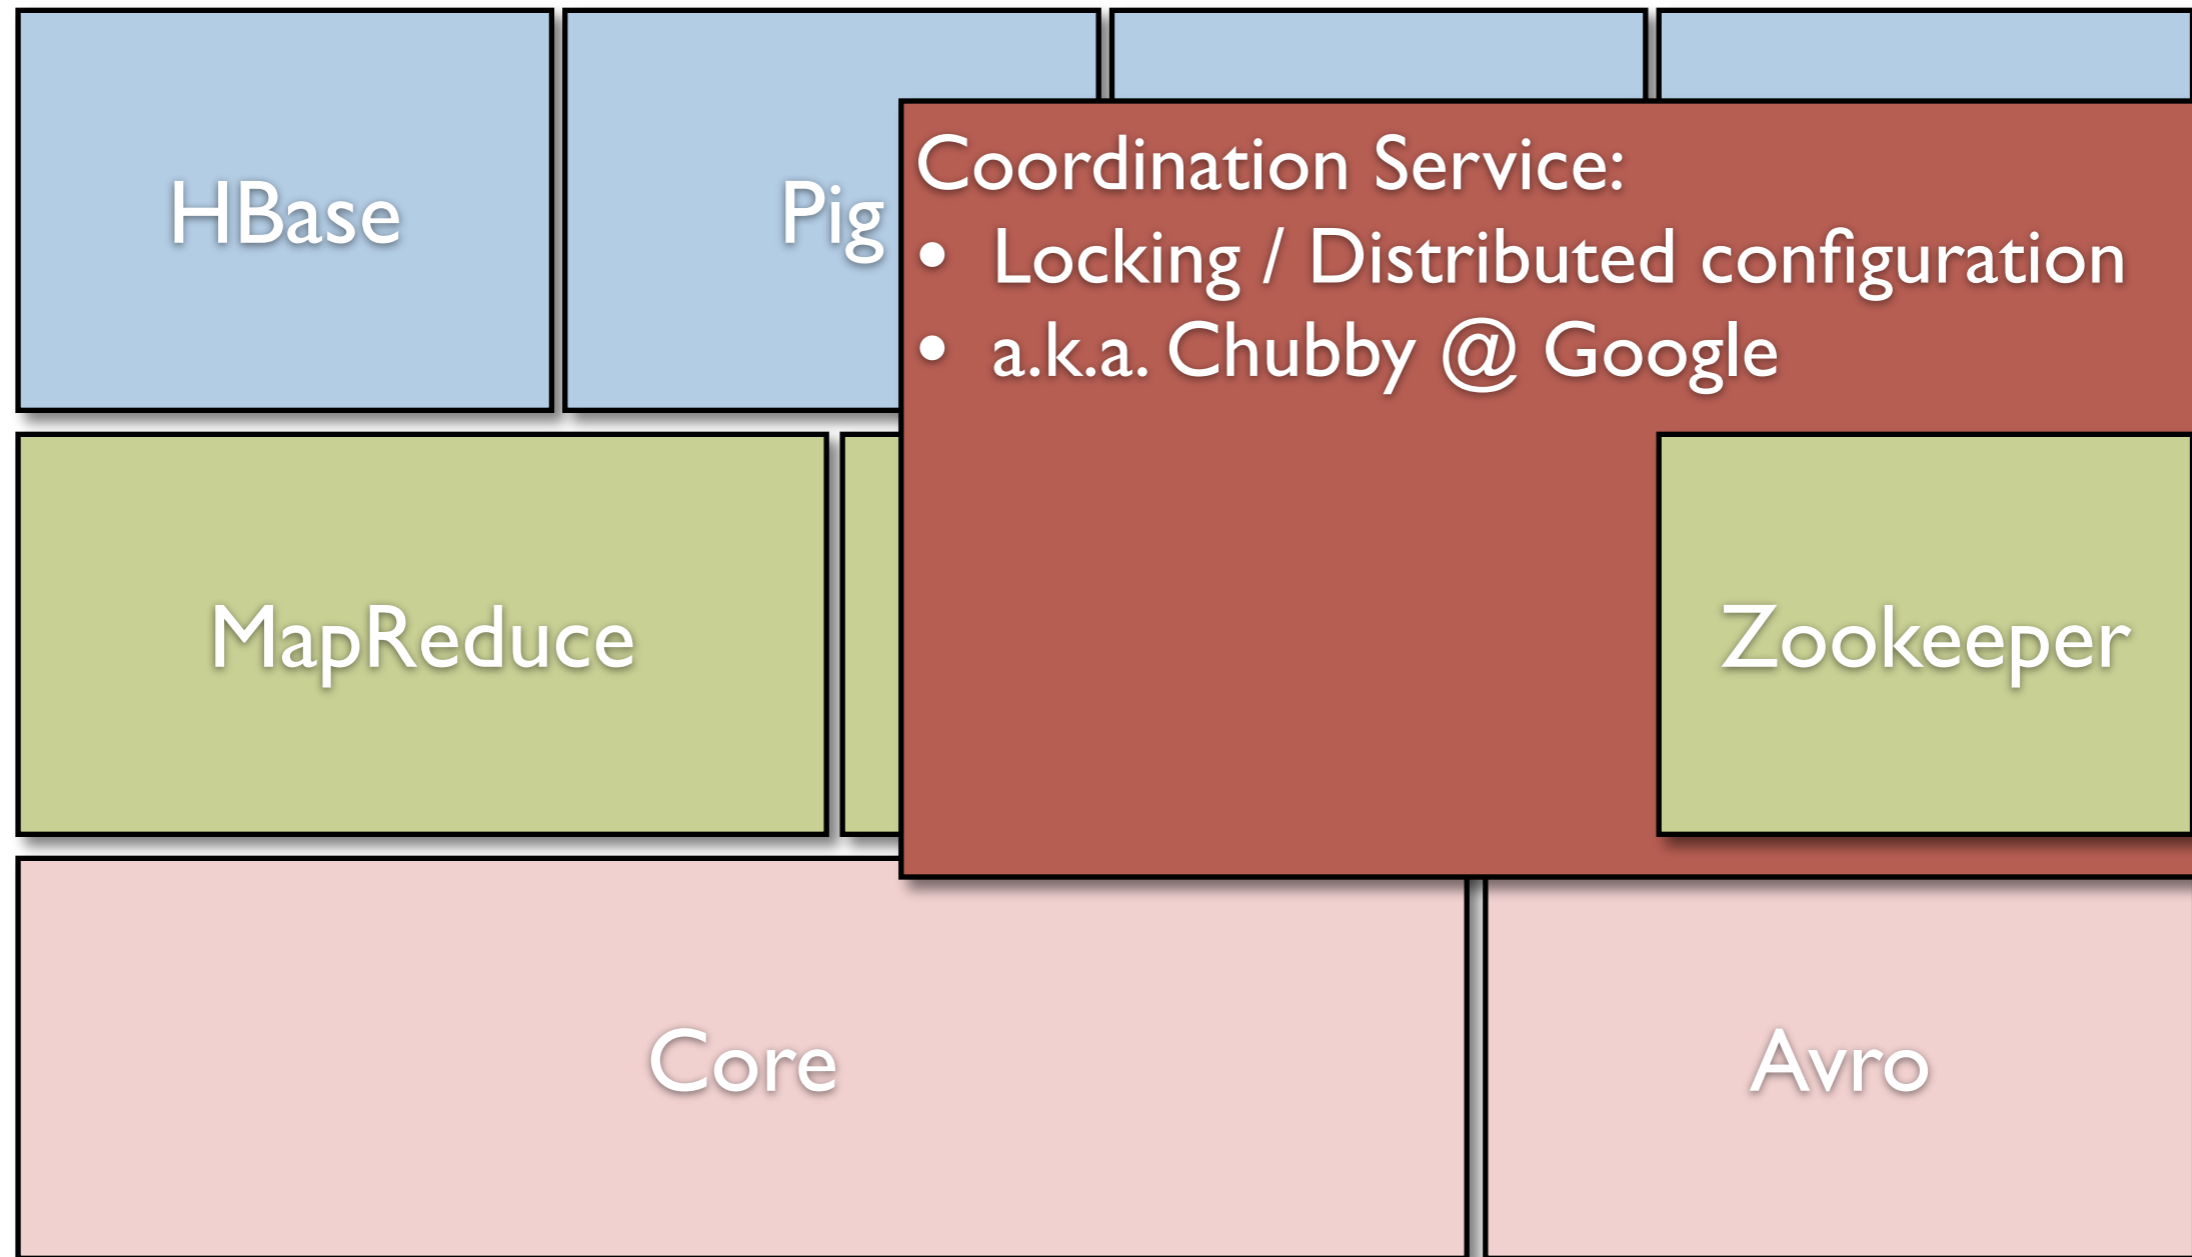 HBase
Pig
Coordination Service:
• Locking / Distributed configuration
• a.k.a. Chubby @ Google
MapReduce
Zookeeper
Core
Avro